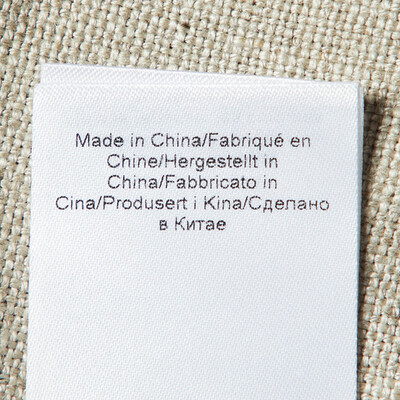 Made in China/Fabriqué en
Chine/Hergestellt in
China/Fabbricato in
Cina/Produsert i Kina/Сделано
в Китае